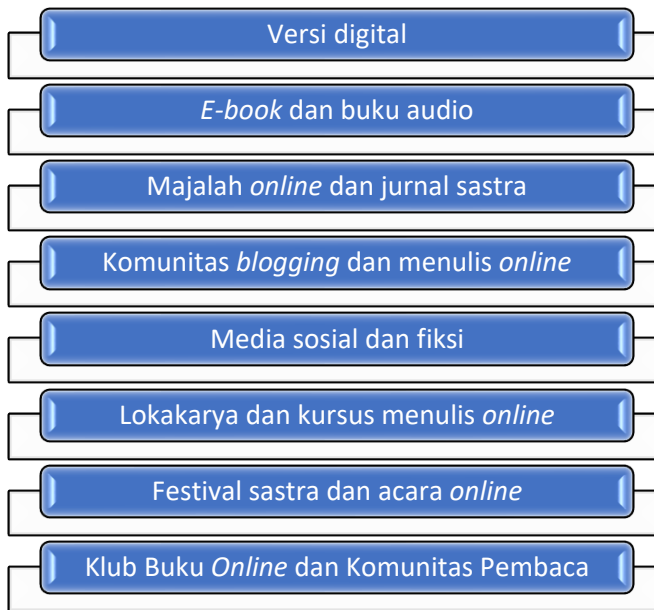 Versi digital
E-book dan buku audio
Majalah online dan jurnal sastra
Komunitas blogging dan menulis online
Media sosial dan fiksi
Lokakarya dan kursus menulis online
Festival sastra dan acara online
Klub Buku Online dan Komunitas Pembaca